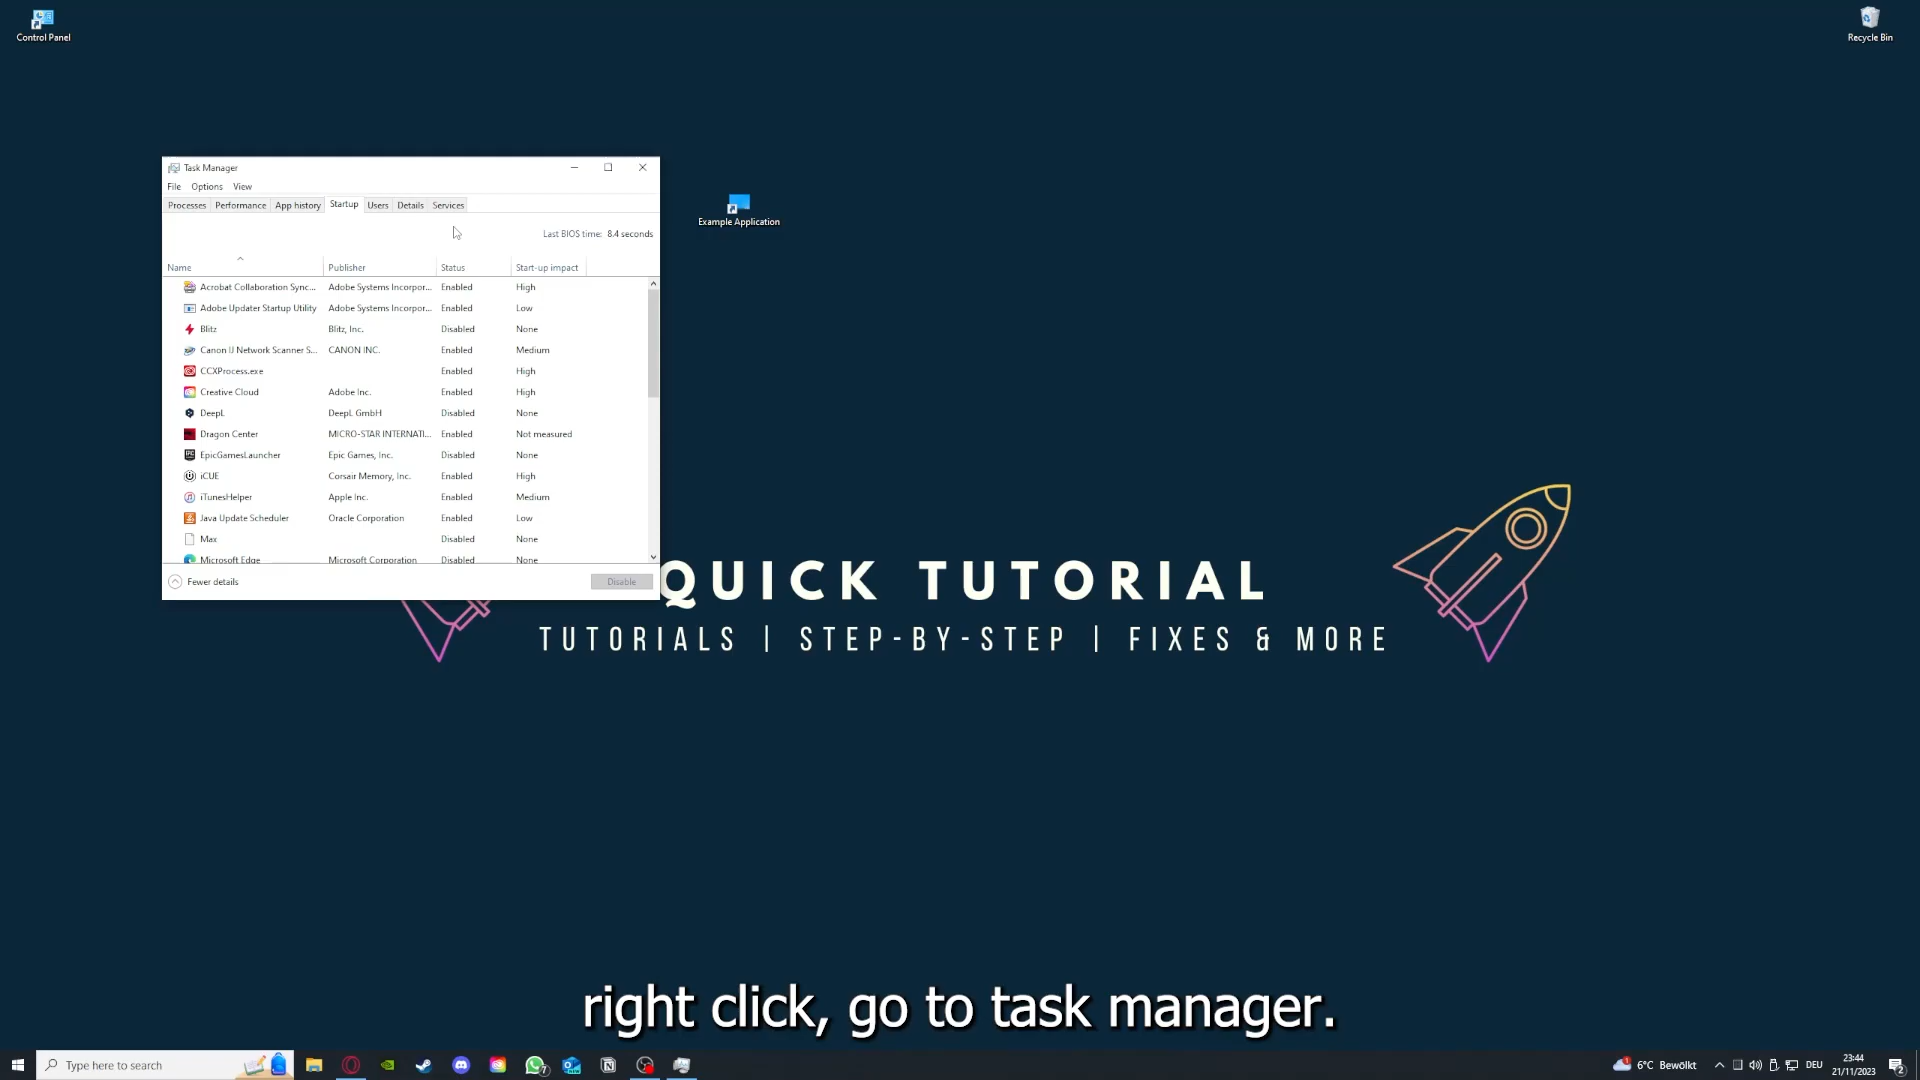 Control Panel
Recycle Bin
Task Manager
File Options View
Processes Performance App history Startup Users Details Services
Example Application
Last BIOS time: 8.4 seconds
Name Publisher Status Start-up impact
Acrobat Collaboration Sync... Adobe Systems Incorpor... Enabled High
Adobe Updater Startup Utility Adobe Systems Incorpor... Enabled Low
Blitz Blitz, Inc. Disabled None
Canon IJ Network Scanner S... CANON INC. Enabled Medium
CCXProcess.exe Enabled High
Creative Cloud Adobe Inc. Enabled High
DeepL DeepL GmbH Disabled None
Dragon Center MICRO-STAR INTERNATI... Enabled Not measured
EpicGamesLauncher Epic Games, Inc. Disabled None
iCUE Corsair Memory, Inc. Enabled High
iTunesHelper Apple Inc. Enabled Medium
Java Update Scheduler Oracle Corporation Enabled Low
Max Disabled None
Microsoft Edge Microsoft Corporation Disabled None
Fewer details Disable
QUICK TUTORIAL
TUTORIALS | STEP-BY-STEP | FIXES & MORE
right click, go to task manager.
Type here to search
7
1
6°C Bewölkt
DEU
23:44
21/11/2023
2